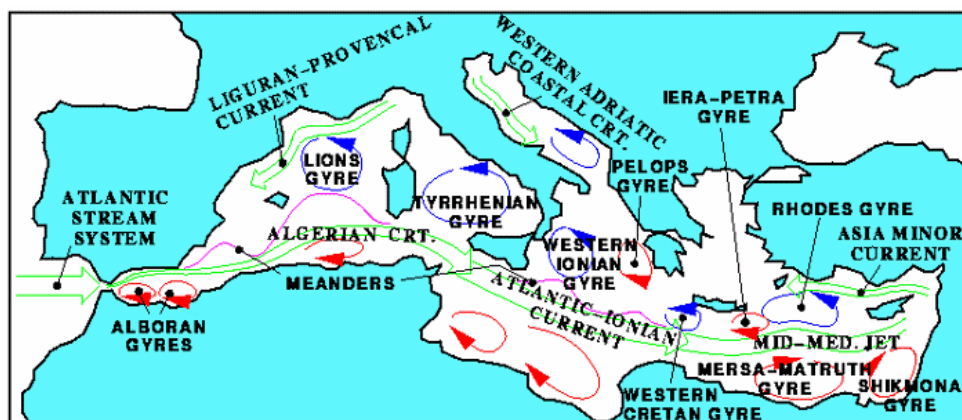 LIGURAN-PROVENCAL
CURRENT
WESTERN ADRIATIC
COASTAL CRT.
IERA-PETRA
GYRE
LIONS
GYRE
PELOPS
GYRE
ATLANTIC
STREAM
SYSTEM
TYRRHENIAN
GYRE
RHODES GYRE
ASIA MINOR
CURRENT
ALGERIAN CRT.
WESTERN
IONIAN
GYRE
MEANDERS
ATLANTIC-IONIAN
CURRENT
ALBORAN
GYRES
MID-MED. JET
MERSA-MATRUTH
GYRE
SHIKMONA
GYRE
WESTERN
CRETAN GYRE